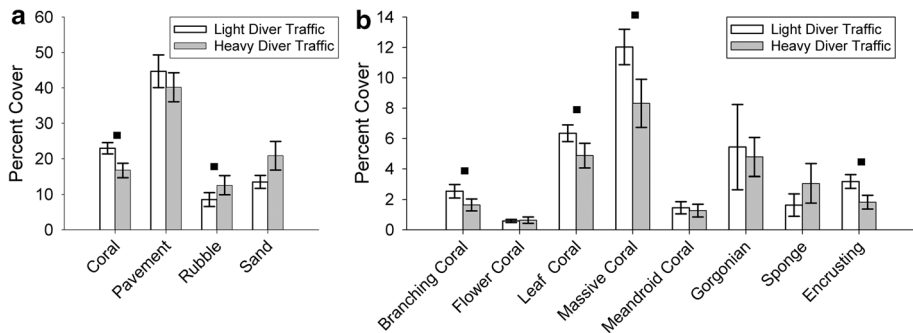 a
60
50
40
30
20
10
0
Percent Cover
Light Diver Traffic
Heavy Diver Traffic
Coral
Pavement
Rubble
Sand
b
14
12
10
8
6
4
2
0
Percent Cover
Light Diver Traffic
Heavy Diver Traffic
Branching Coral
Flower Coral
Leaf Coral
Massive Coral
Meandroid Coral
Gorgonian
Sponge
Encrusting